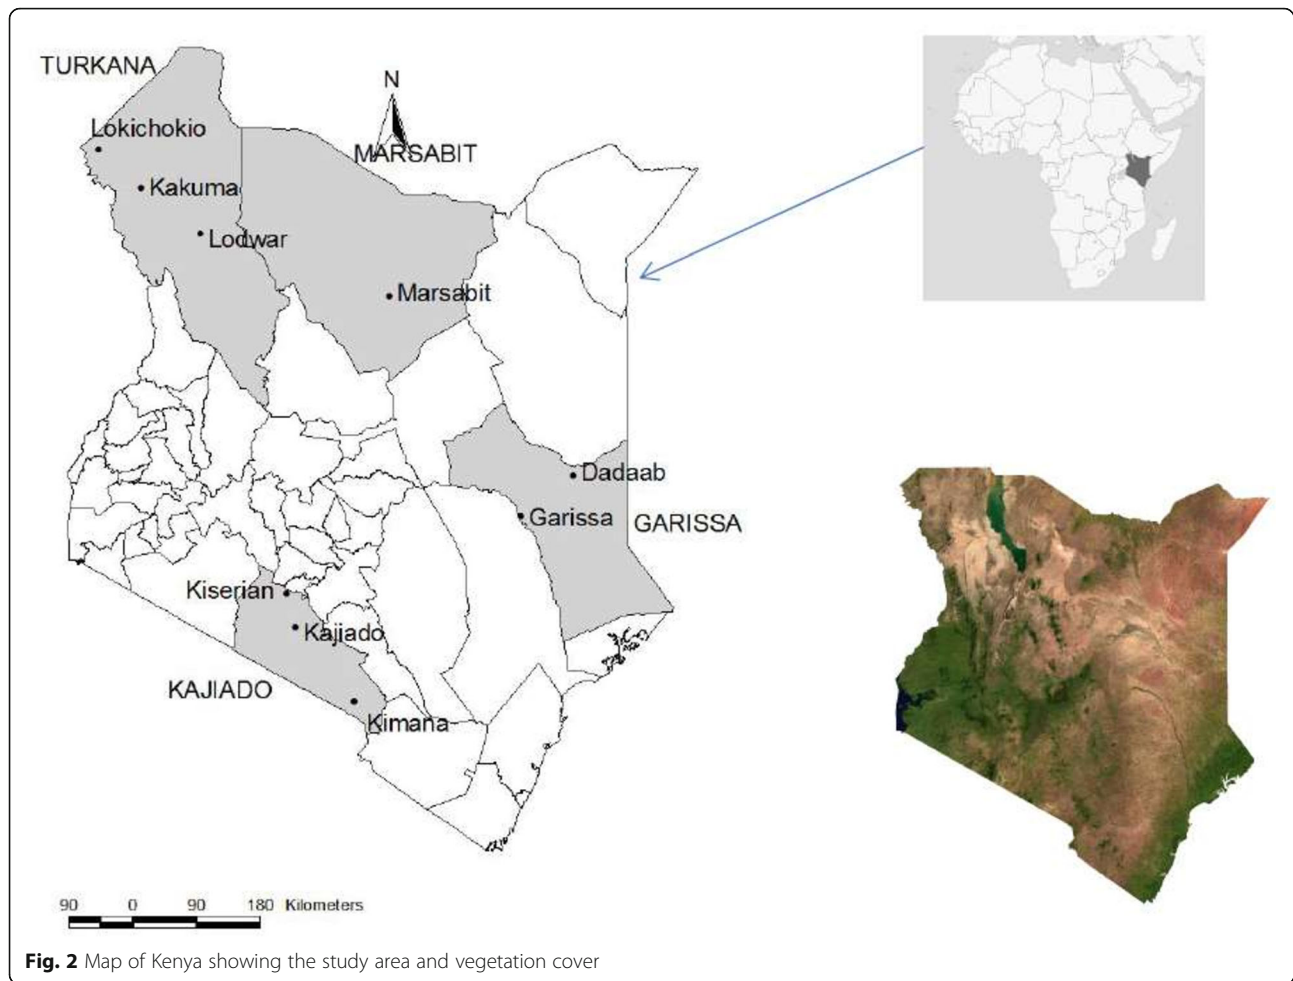 TURKANA
N
Lokichokio
MARSABIT
Kakuma
Lodwar
Marsabit
Dadaab
Garissa
GARISSA
Kiserian
Kajiado
KAJIADO
Kimana
90 0 90 180 Kilometers
Fig. 2 Map of Kenya showing the study area and vegetation cover